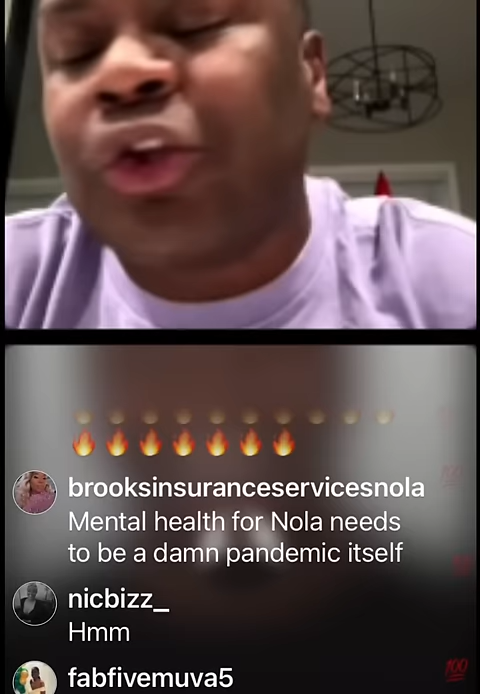 🔥🔥🔥🔥🔥🔥🔥
brooksinsuranceservicesnola
Mental health for Nola needs
to be a damn pandemic itself
nicbizz_
Hmm
fabfivemuva5
💯